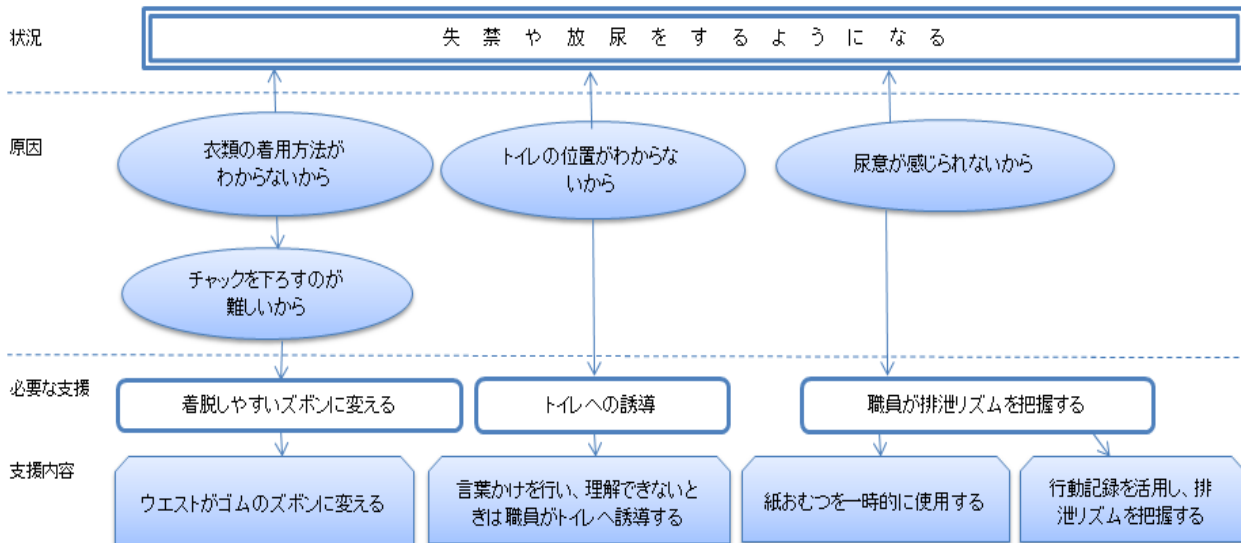 状況
失禁や放尿をするようになる
原因
衣類の着用方法が
わからないから
トイレの位置がわからな
いから
尿意が感じられないから
チャックを下ろすのが
難しいから
必要な支援
着脱しやすいズボンに変える
トイレへの誘導
職員が排泄リズムを把握する
支援内容
ウエストがゴムのズボンに変える
言葉かけを行い、理解できないと
きは職員がトイレへ誘導する
紙おむつを一時的に使用する
行動記録を活用し、排
泄リズムを把握する